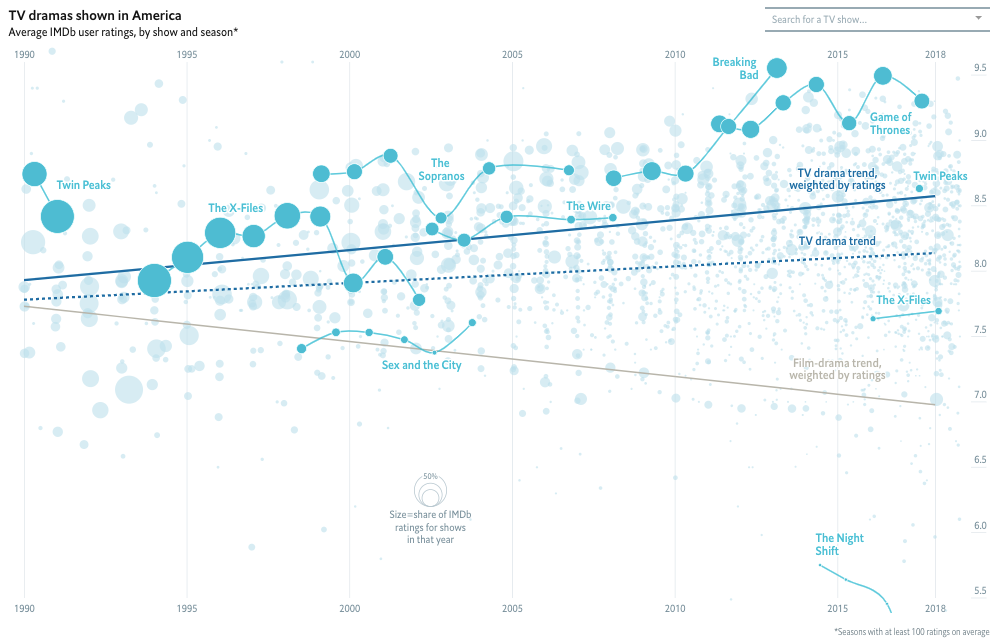 TV dramas shown in America
Average IMDb user ratings, by show and season*
Search for a TV show...
1990 1995 2000 2005 2010 2015 2018
9.5
Breaking
Bad
Game of
Thrones
9.0
The
Sopranos
TV drama trend,
weighted by ratings
Twin Peaks
Twin Peaks
8.5
The X-Files
The Wire
TV drama trend
8.0
The X-Files
7.5
Sex and the City
Film-drama trend,
weighted by ratings
7.0
6.5
50%
Size=share of IMDb
ratings for shows
in that year
6.0
The Night
Shift
5.5
1990 1995 2000 2005 2010 2015 2018
*Seasons with at least 100 ratings on average